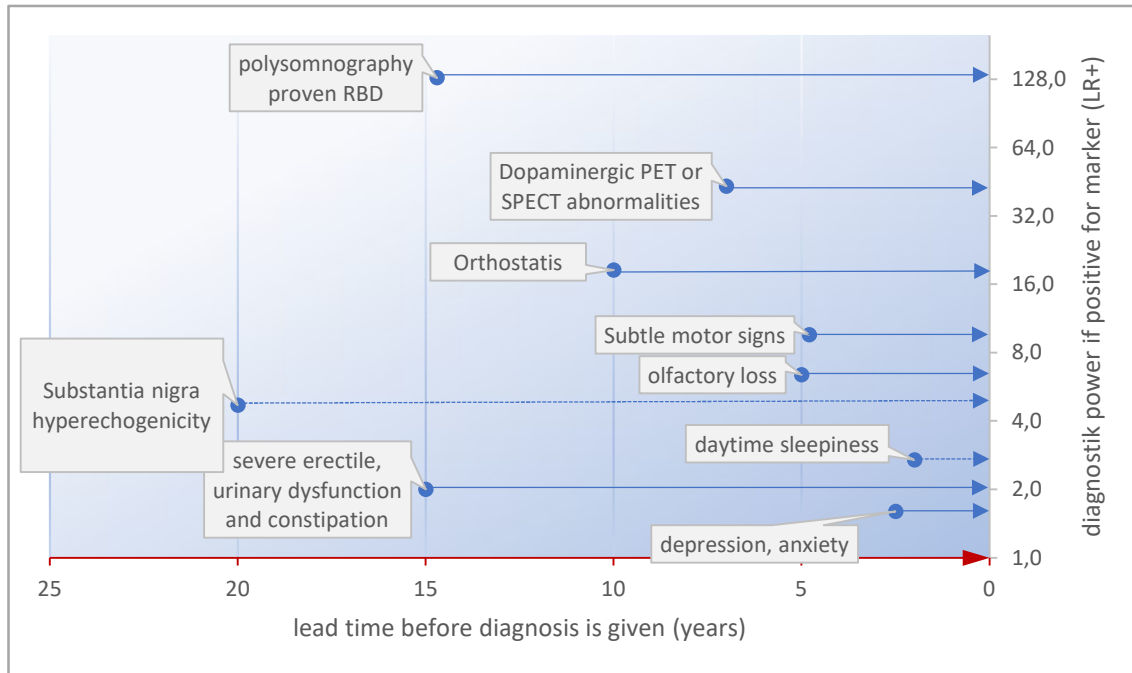 polysomnography
proven RBD
Dopaminergic PET or
SPECT abnormalities
Orthostatis
Subtle motor signs
olfactory loss
Substantia nigra
hyperechogenicity
daytime sleepiness
severe erectile,
urinary dysfunction
and constipation
depression, anxiety
128,0
64,0
32,0
16,0
8,0
4,0
2,0
1,0
diagnostik power if positive for marker (LR+)
25
20
15
10
5
0
lead time before diagnosis is given (years)